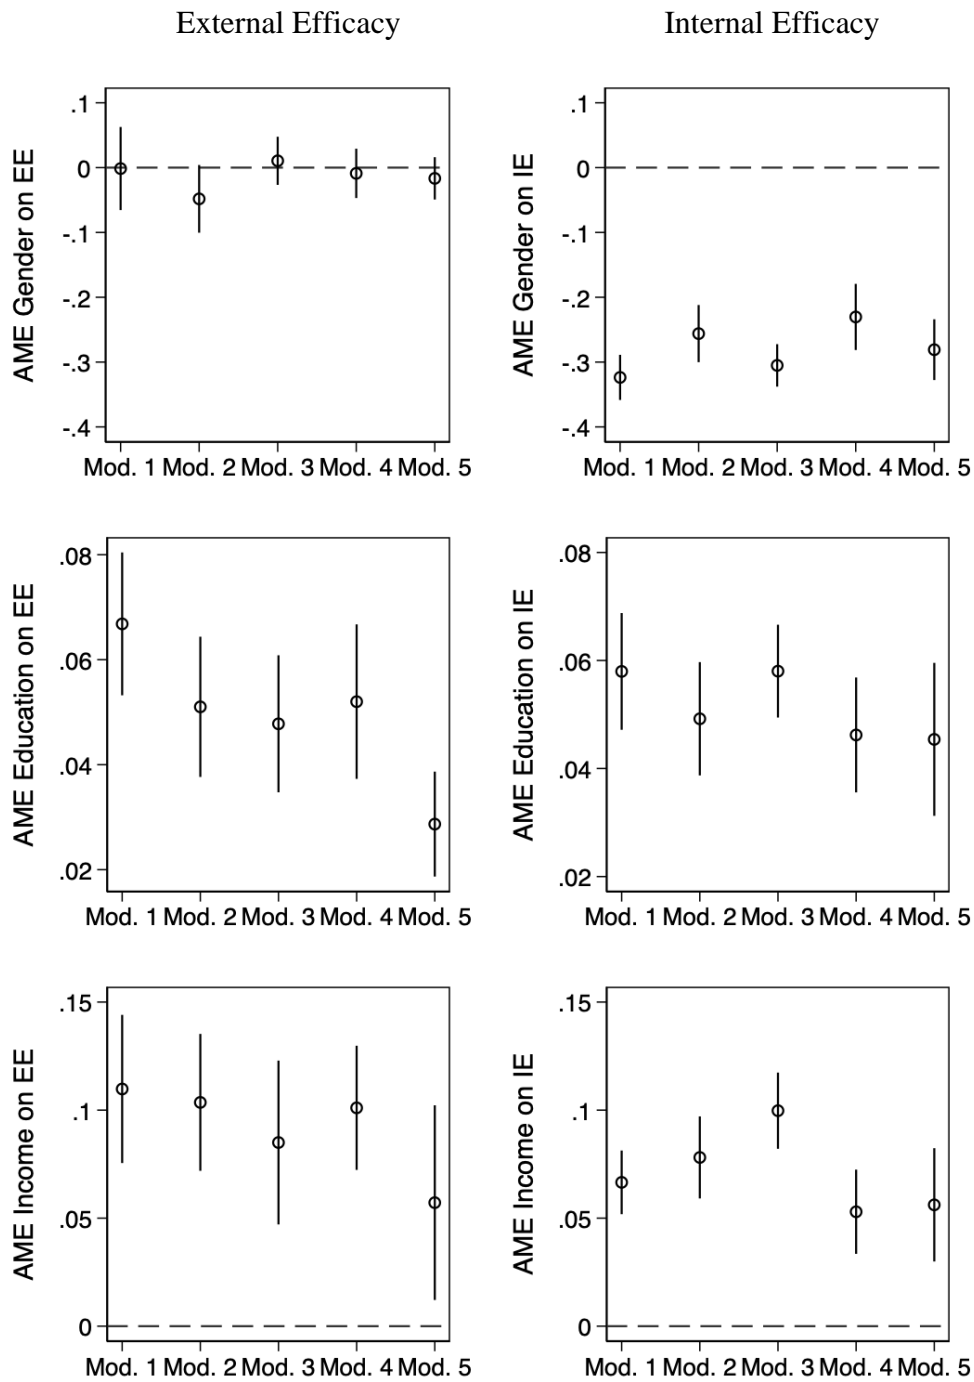 External Efficacy
Internal Efficacy
AME Gender on EE
.1
0
-.1
-.2
-.3
-.4
Mod. 1 Mod. 2 Mod. 3 Mod. 4 Mod. 5
AME Gender on IE
.1
0
-.1
-.2
-.3
-.4
Mod. 1 Mod. 2 Mod. 3 Mod. 4 Mod. 5
AME Education on EE
.08
.06
.04
.02
Mod. 1 Mod. 2 Mod. 3 Mod. 4 Mod. 5
AME Education on IE
.08
.06
.04
.02
Mod. 1 Mod. 2 Mod. 3 Mod. 4 Mod. 5
AME Income on EE
.15
.1
.05
0
Mod. 1 Mod. 2 Mod. 3 Mod. 4 Mod. 5
AME Income on IE
.15
.1
.05
0
Mod. 1 Mod. 2 Mod. 3 Mod. 4 Mod. 5